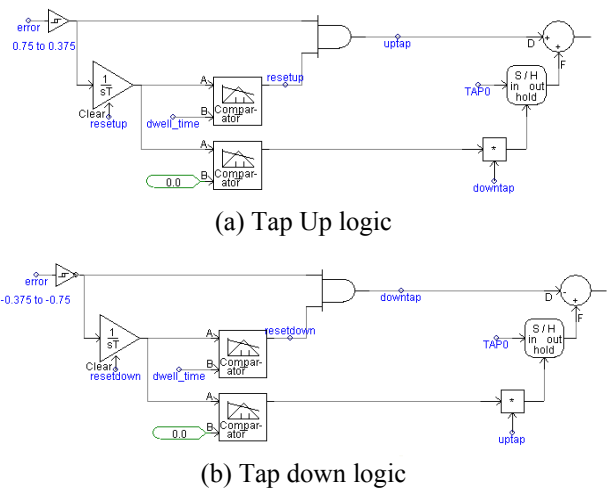 error
0.75 to 0.375
1
sT
Clear
resetup
A
B
dwell_time
Compar-
ator
resetup
uptap
D
+
+
F
S / H
in out
hold
TAP0
A
B
0.0
Compar-
ator
*
downtap
(a) Tap Up logic
error
-0.375 to -0.75
1
sT
Clear
resetdown
A
B
dwell_time
Compar-
ator
resetdown
downtap
D
-
+
F
S / H
in out
hold
TAP0
A
B
0.0
Compar-
ator
*
uptap
(b) Tap down logic